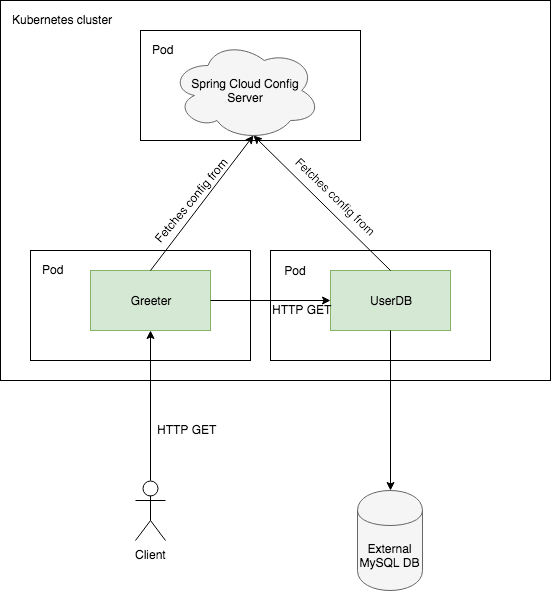 Kubernetes cluster
Pod
Spring Cloud Config
Server
Fetches config from
Fetches config from
Pod
Greeter
Pod
UserDB
HTTP GET
HTTP GET
Client
External
MySQL DB